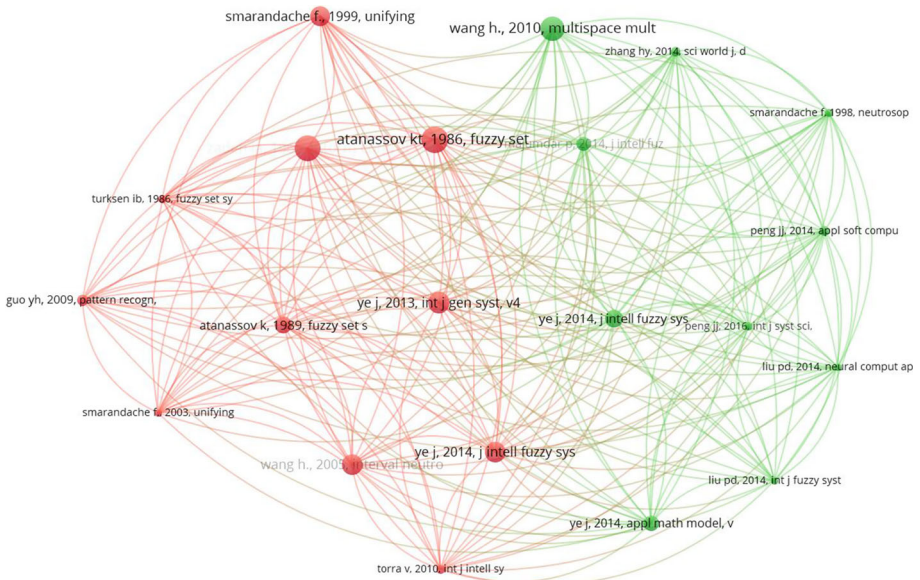 smarandache f., 1999, unifying
wang h., 2010, multispace mult
zhang hy, 2014, sci world j, d
smarandache f, 1998, neutrosop
atanassov kt, 1986, fuzzy set
p, 2014, j intell fuz
turksen ib, 1986, fuzzy set sy
peng jj, 2014, appl soft compu
guo yh, 2009, pattern recogn,
ye j, 2013, int j gen syst, v4
atanassov k, 1989, fuzzy set s
ye j, 2014, j intell fuzzy sys
peng jj, 2016, int j syst sci,
liu pd, 2014, neural comput ap
smarandache f., 2003, unifying
ye j, 2014, j intell fuzzy sys
wang h., 2005, interval neutro
liu pd, 2014, int j fuzzy syst
ye j, 2014, appl math model, v
torra v, 2010, int j intell sy